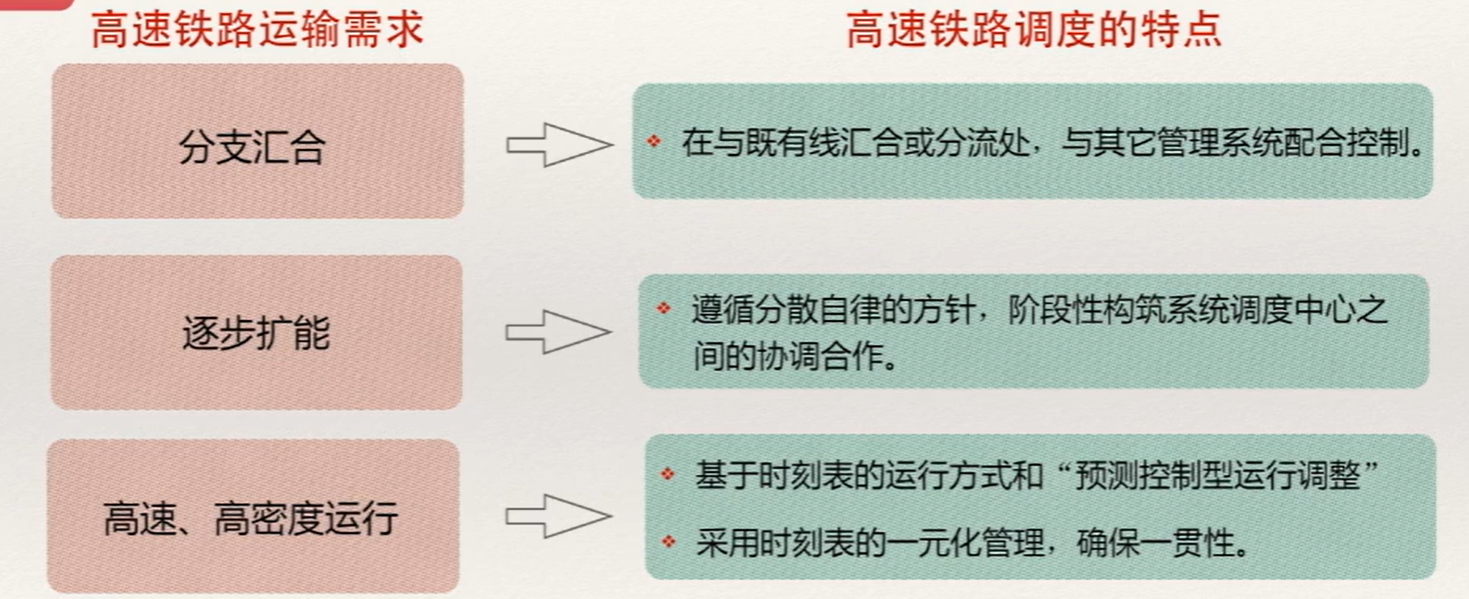 高速铁路运输需求
高速铁路调度的特点
分支汇合
在与既有线汇合或分流处，与其它管理系统配合控制。
逐步扩能
遵循分散自律的方针，阶段性构筑系统调度中心之
间的协调合作。
高速、高密度运行
基于时刻表的运行方式和“预测控制型运行调整”
采用时刻表的一元化管理，确保一贯性。